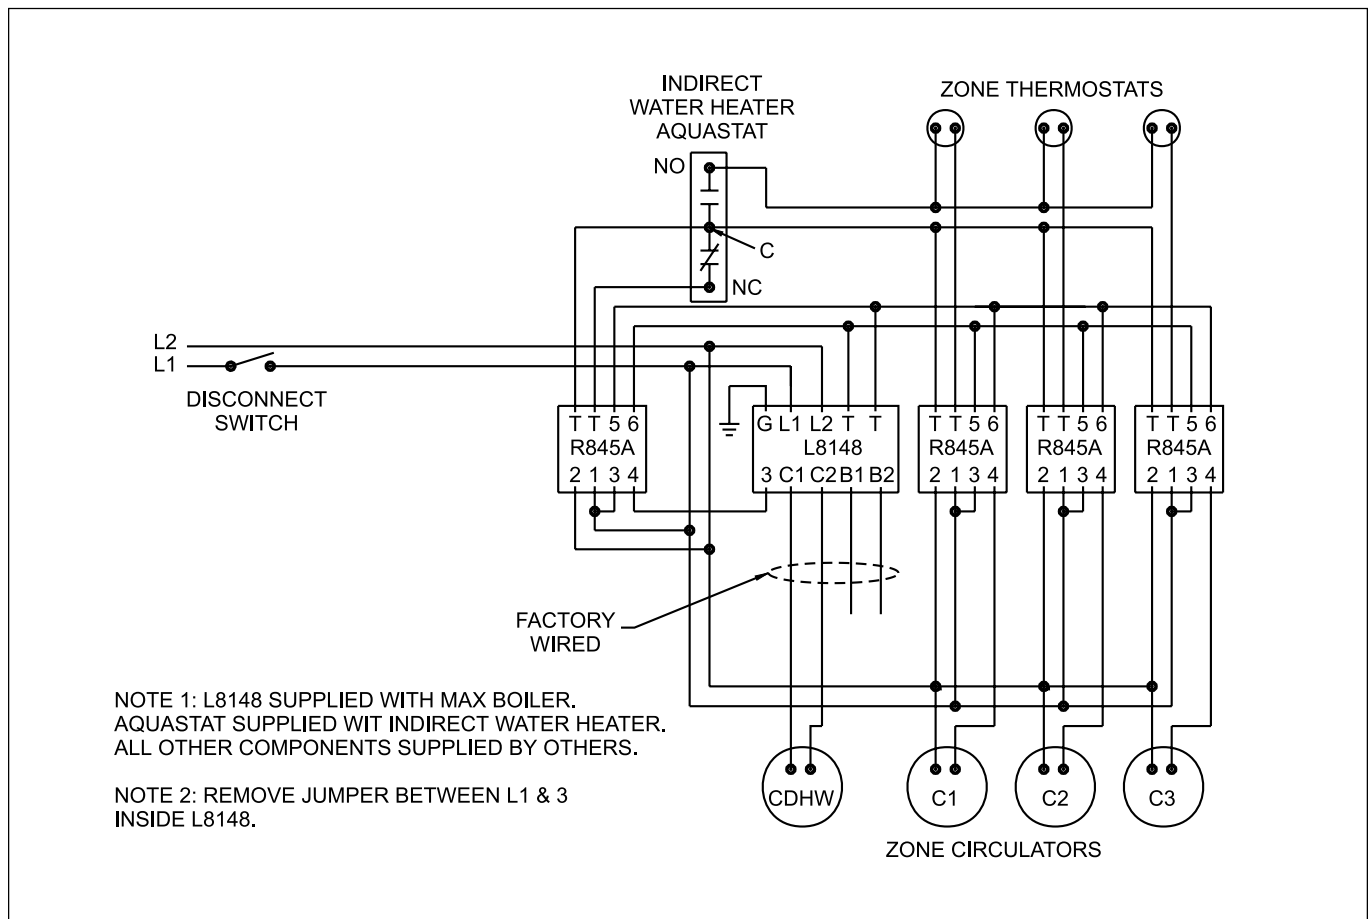 INDIRECT
WATER HEATER
AQUASTAT
ZONE THERMOSTATS
NO
C
NC
L2
L1
DISCONNECT
SWITCH
T T 5 6
R845A
2 1 3 4
G L1 L2 T T
L8148
3 C1 C2 B1 B2
T T 5 6
R845A
2 1 3 4
T T 5 6
R845A
2 1 3 4
T T 5 6
R845A
2 1 3 4
FACTORY
WIRED
NOTE 1: L8148 SUPPLIED WITH MAX BOILER.
AQUASTAT SUPPLIED WIT INDIRECT WATER HEATER.
ALL OTHER COMPONENTS SUPPLIED BY OTHERS.
NOTE 2: REMOVE JUMPER BETWEEN L1 & 3
INSIDE L8148.
CDHW
C1
C2
C3
ZONE CIRCULATORS